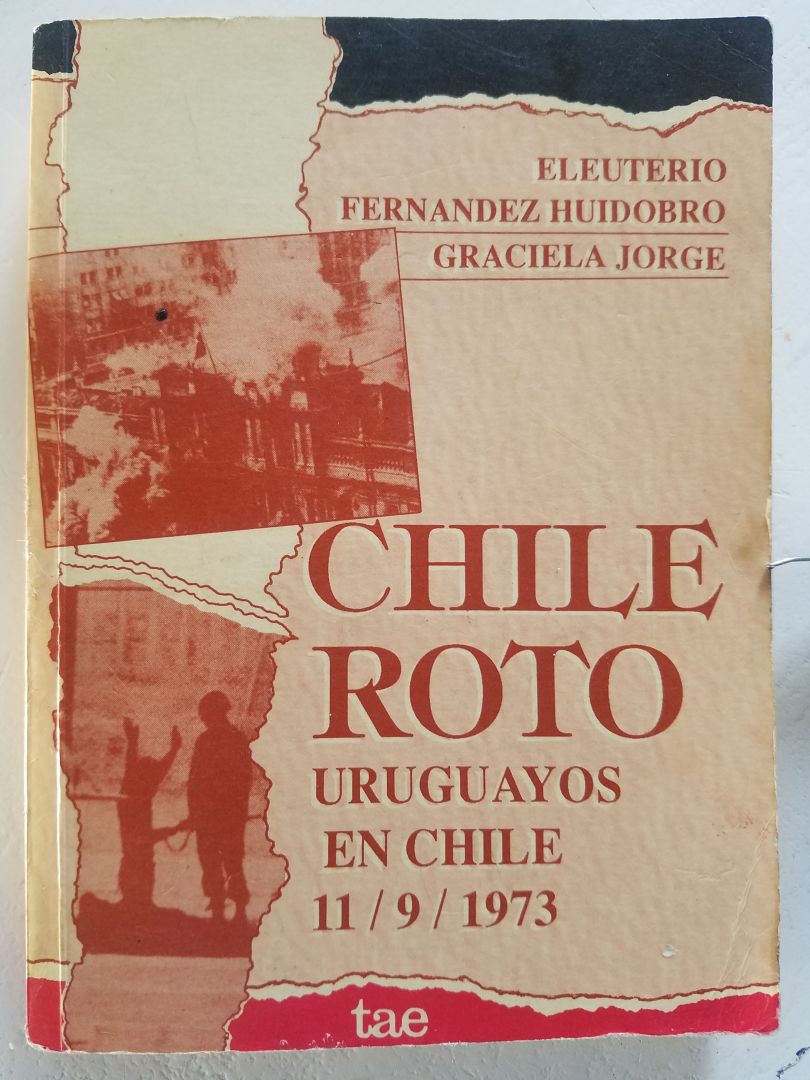 ELEUTERIO
FERNANDEZ HUIDOBRO
GRACIELA JORGE
CHILE
ROTO
URUGUAYOS
EN CHILE
11 / 9 / 1973
tae